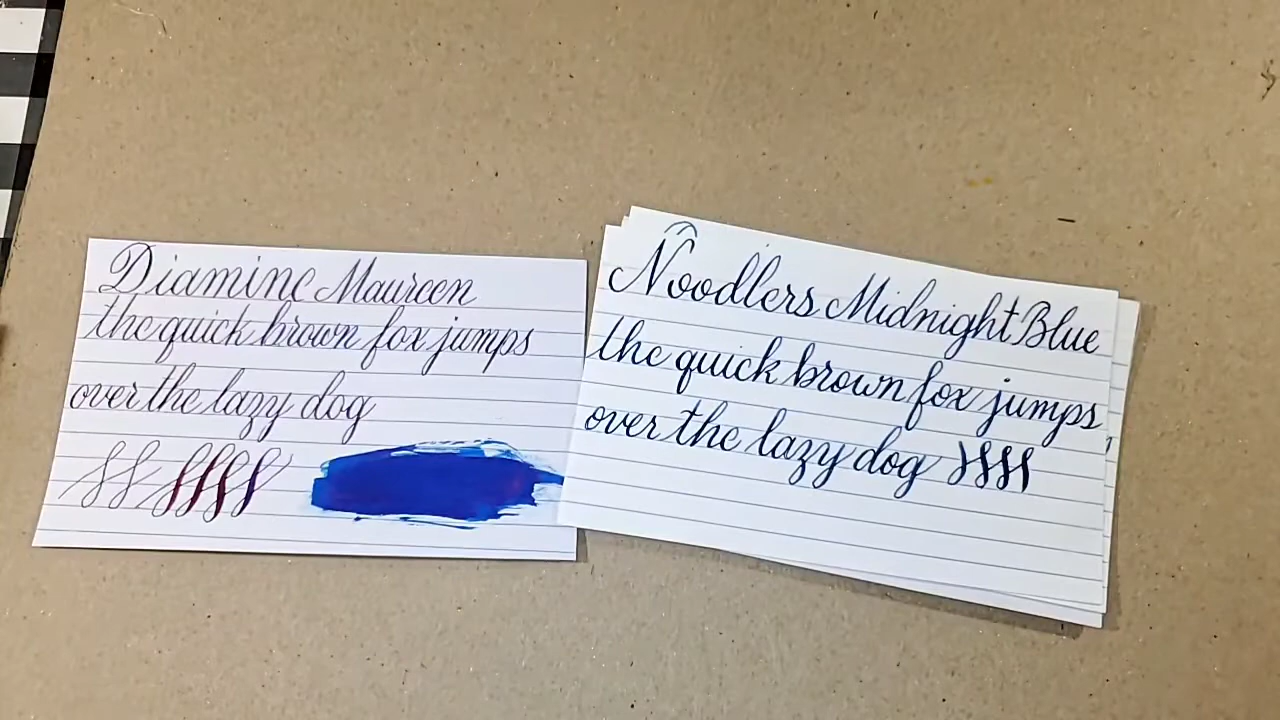 Diamine Maureen
the quick brown fox jumps
over the lazy dog
Noodlers Midnight Blue
the quick brown fox jumps
over the lazy dog